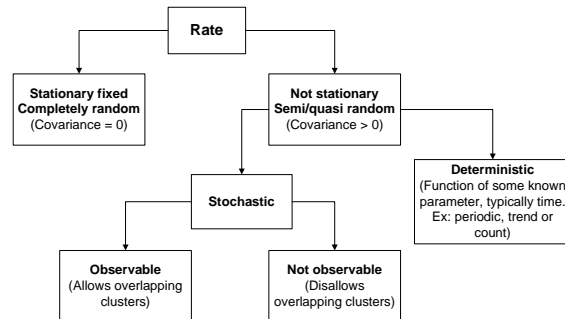 Rate
Stationary fixed
Completely random
(Covariance = 0)
Not stationary
Semi/quasi random
(Covariance > 0)
Stochastic
Deterministic
(Function of some known
parameter, typically time.
Ex: periodic, trend or
count)
Observable
(Allows overlapping
clusters)
Not observable
(Disallows
overlapping clusters)